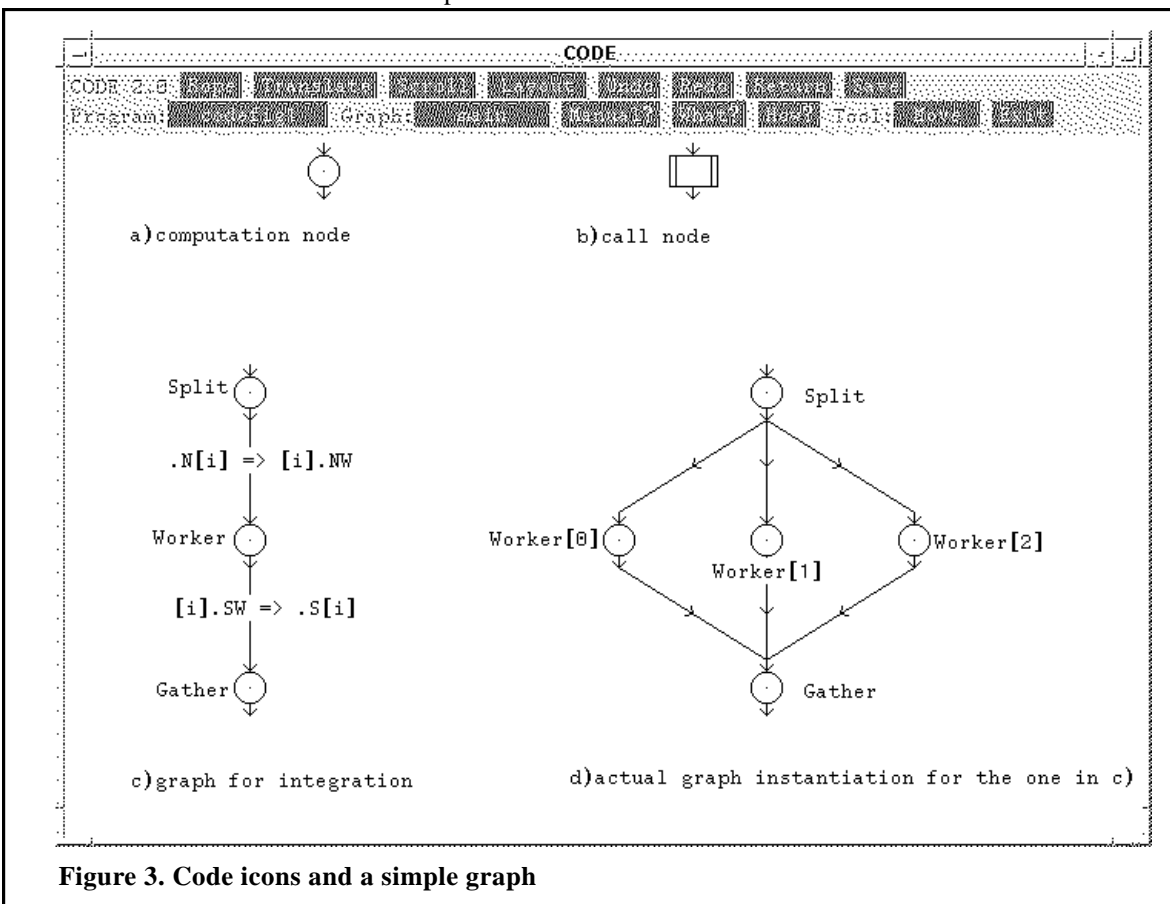 CODE
CODE 2.0
Program: Graph: Tool:
a)computation node
b)call node
Split
.N[i] => [i].NW
Worker
[i].SW => .S[i]
Gather
c)graph for integration
Split
Worker[0]
Worker[1]
Worker[2]
Gather
d)actual graph instantiation for the one in c)
Figure 3. Code icons and a simple graph